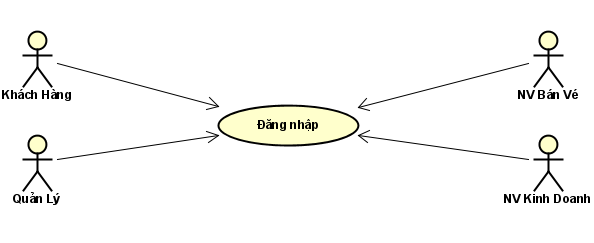 Khách Hàng
NV Bán Vé
Đăng nhập
Quản Lý
NV Kinh Doanh